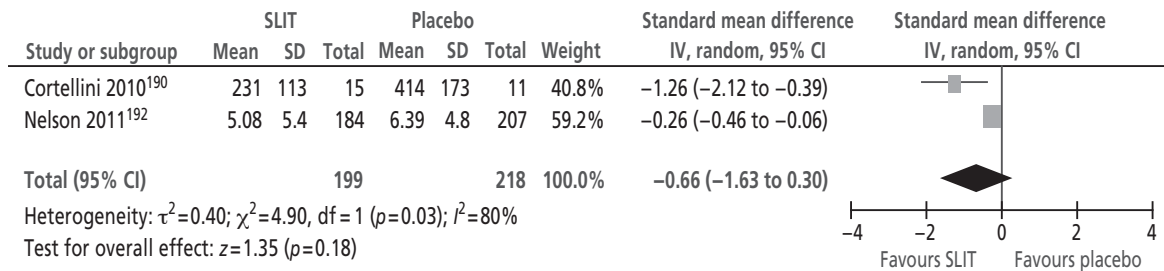 SLIT Placebo Standard mean difference Standard mean difference
Study or subgroup Mean SD Total Mean SD Total Weight IV, random, 95% CI IV, random, 95% CI
Cortellini 2010¹⁹⁰ 231 113 15 414 173 11 40.8% −1.26 (−2.12 to −0.39)
Nelson 2011¹⁹² 5.08 5.4 184 6.39 4.8 207 59.2% −0.26 (−0.46 to −0.06)
Total (95% CI) 199 218 100.0% −0.66 (−1.63 to 0.30)
Heterogeneity: τ²=0.40; χ²=4.90, df=1 (p=0.03); I²=80%
Test for overall effect: z=1.35 (p=0.18)
−4 −2 0 2 4
Favours SLIT Favours placebo